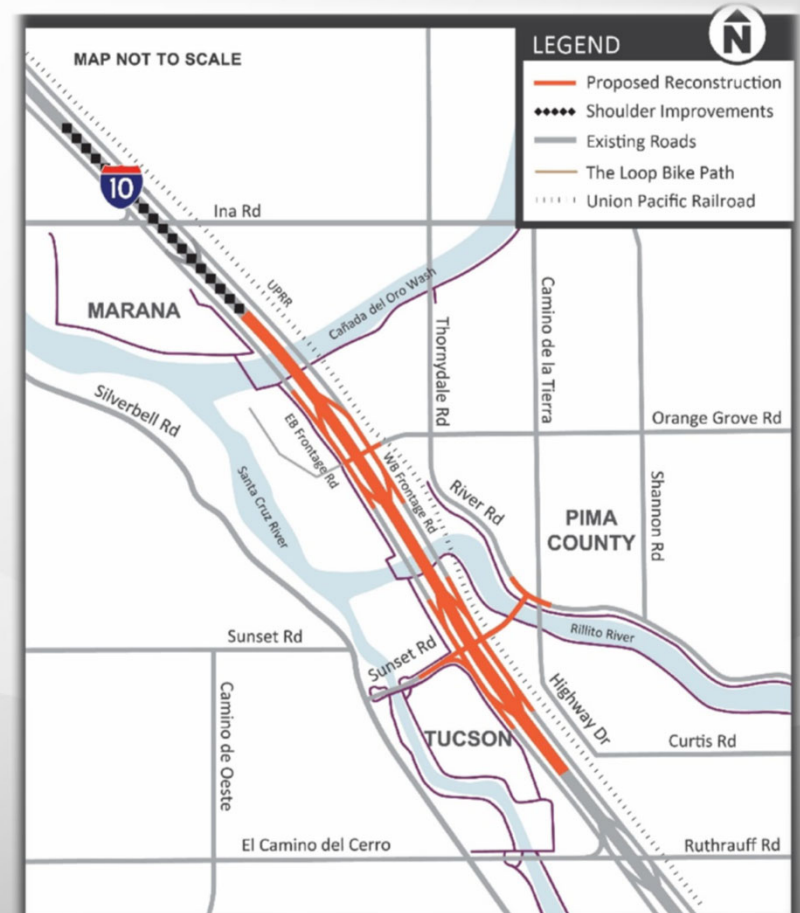 N
MAP NOT TO SCALE
LEGEND
Proposed Reconstruction
Shoulder Improvements
Existing Roads
The Loop Bike Path
Union Pacific Railroad
10
Ina Rd
UPRR
Cañada del Oro Wash
MARANA
Thornydale Rd
Camino de la Tierra
Silverbell Rd
EB Frontage Rd
WB Frontage Rd
Orange Grove Rd
Santa Cruz River
River Rd
Shannon Rd
PIMA
COUNTY
Rillito River
Sunset Rd
Sunset Rd
Camino de Oeste
Highway Dr
TUCSON
Curtis Rd
El Camino del Cerro
Ruthrauff Rd